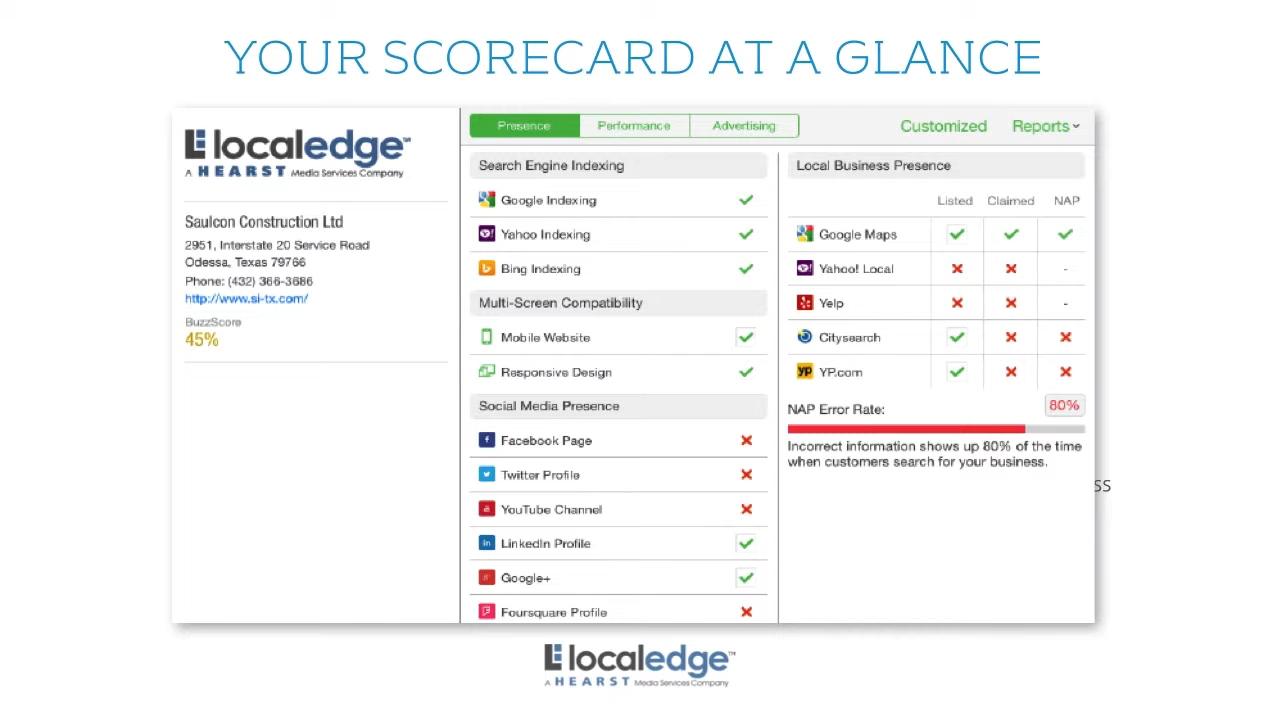 YOUR SCORECARD AT A GLANCE
localedge™
A HEARST Media Services Company
Saulcon Construction Ltd
2951, Interstate 20 Service Road
Odessa, Texas 79766
Phone: (432) 366-3686
http://www.si-tx.com/
BuzzScore
45%
Presence Performance Advertising
Customized Reports
Search Engine Indexing
Google Indexing
Yahoo Indexing
Bing Indexing
Multi-Screen Compatibility
Mobile Website
Responsive Design
Social Media Presence
Facebook Page
Twitter Profile
YouTube Channel
LinkedIn Profile
Google+
Foursquare Profile
Local Business Presence
Listed Claimed NAP
Google Maps
Yahoo! Local -
Yelp -
Citysearch
YP YP.com
NAP Error Rate: 80%
Incorrect information shows up 80% of the time
when customers search for your business.
ss
localedge™
A HEARST Media Services Company